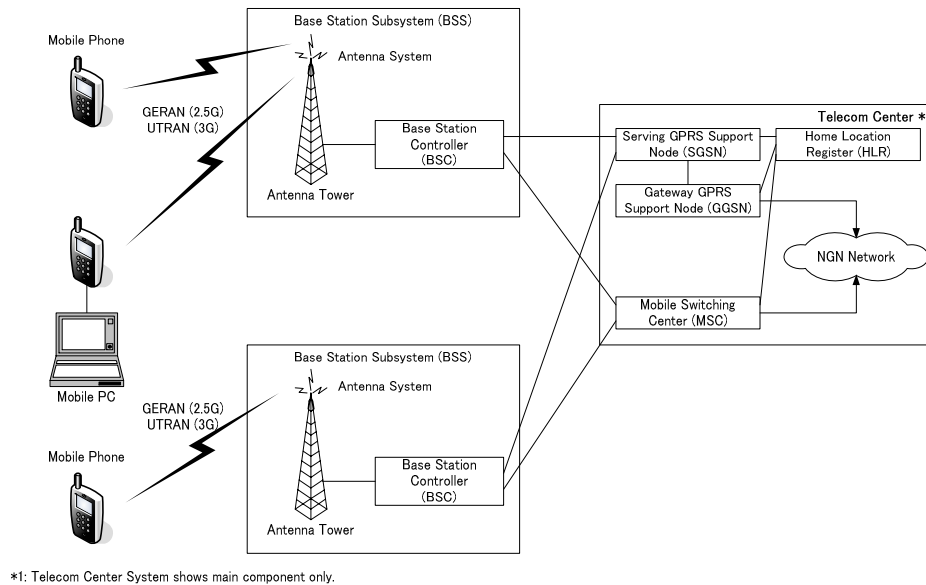 Base Station Subsystem (BSS)
Mobile Phone
Antenna System
GERAN (2.5G)
UTRAN (3G)
Base Station
Controller
(BSC)
Antenna Tower
Telecom Center *
Serving GPRS Support
Node (SGSN)
Home Location
Register (HLR)
Gateway GPRS
Support Node (GGSN)
NGN Network
Mobile Switching
Center (MSC)
Mobile PC
Base Station Subsystem (BSS)
Antenna System
GERAN (2.5G)
UTRAN (3G)
Mobile Phone
Base Station
Controller
(BSC)
Antenna Tower
*1: Telecom Center System shows main component only.